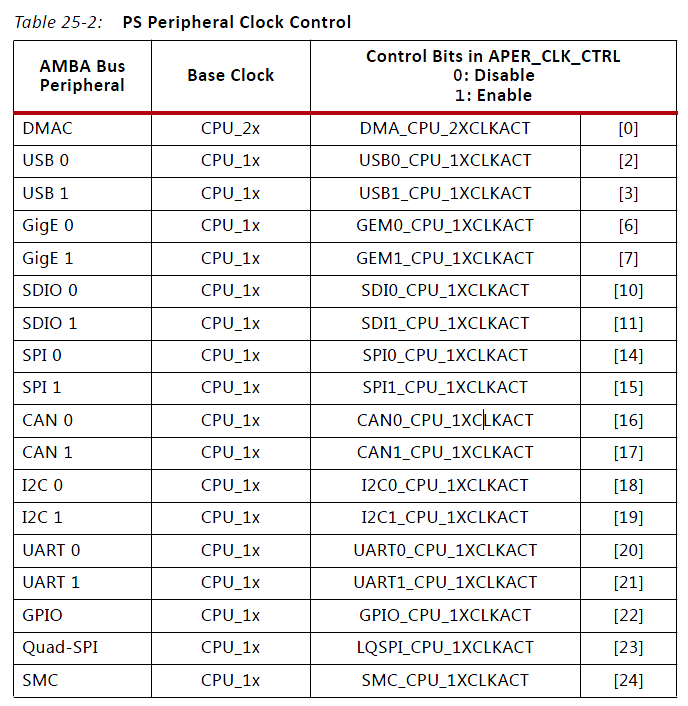 Table 25-2: PS Peripheral Clock Control
AMBA Bus
Peripheral
Base Clock
Control Bits in APER_CLK_CTRL
0: Disable
1: Enable
DMAC CPU_2x DMA_CPU_2XCLKACT [0]
USB 0 CPU_1x USB0_CPU_1XCLKACT [2]
USB 1 CPU_1x USB1_CPU_1XCLKACT [3]
GigE 0 CPU_1x GEM0_CPU_1XCLKACT [6]
GigE 1 CPU_1x GEM1_CPU_1XCLKACT [7]
SDIO 0 CPU_1x SDI0_CPU_1XCLKACT [10]
SDIO 1 CPU_1x SDI1_CPU_1XCLKACT [11]
SPI 0 CPU_1x SPI0_CPU_1XCLKACT [14]
SPI 1 CPU_1x SPI1_CPU_1XCLKACT [15]
CAN 0 CPU_1x CAN0_CPU_1XCLKACT [16]
CAN 1 CPU_1x CAN1_CPU_1XCLKACT [17]
I2C 0 CPU_1x I2C0_CPU_1XCLKACT [18]
I2C 1 CPU_1x I2C1_CPU_1XCLKACT [19]
UART 0 CPU_1x UART0_CPU_1XCLKACT [20]
UART 1 CPU_1x UART1_CPU_1XCLKACT [21]
GPIO CPU_1x GPIO_CPU_1XCLKACT [22]
Quad-SPI CPU_1x LQSPI_CPU_1XCLKACT [23]
SMC CPU_1x SMC_CPU_1XCLKACT [24]